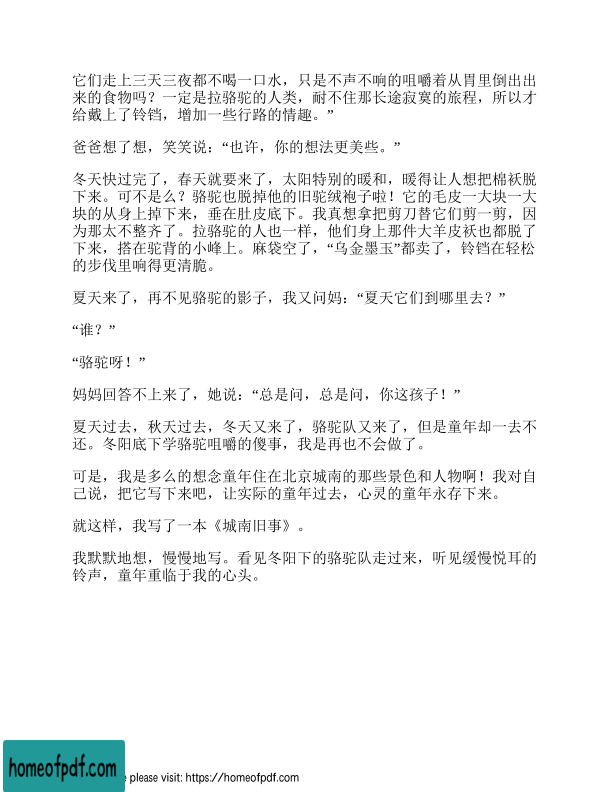 它们走上三天三夜都不喝一口水，只是不声不响的咀嚼着从胃里倒出出
来的食物吗？一定是拉骆驼的人类，耐不住那长途寂寞的旅程，所以才
给戴上了铃铛，增加一些行路的情趣。”
爸爸想了想，笑笑说：“也许，你的想法更美些。”
冬天快过完了，春天就要来了，太阳特别的暖和，暖得让人想把棉袄脱
下来。可不是么？骆驼也脱掉他的旧驼绒袍子啦！它的毛皮一大块一大
块的从身上掉下来，垂在肚皮底下。我真想拿把剪刀替它们剪一剪，因
为那太不整齐了。拉骆驼的人也一样，他们身上那件大羊皮袄也都脱了
下来，搭在驼背的小峰上。麻袋空了，“乌金墨玉”都卖了，铃铛在轻松
的步伐里响得更清脆。
夏天来了，再不见骆驼的影子，我又问妈：“夏天它们到哪里去？”
“谁？”
“骆驼呀！”
妈妈回答不上来了，她说：“总是问，总是问，你这孩子！”
夏天过去，秋天过去，冬天又来了，骆驼队又来了，但是童年却一去不
还。冬阳底下学骆驼咀嚼的傻事，我是再也不会做了。
可是，我是多么的想念童年住在北京城南的那些景色和人物啊！我对自
己说，把它写下来吧，让实际的童年过去，心灵的童年永存下来。
就这样，我写了一本《城南旧事》。
我默默地想，慢慢地写。看见冬阳下的骆驼队走过来，听见缓慢悦耳的
铃声，童年重临于我的心头。
homeofpdf.com
e please visit: https://homeofpdf.com